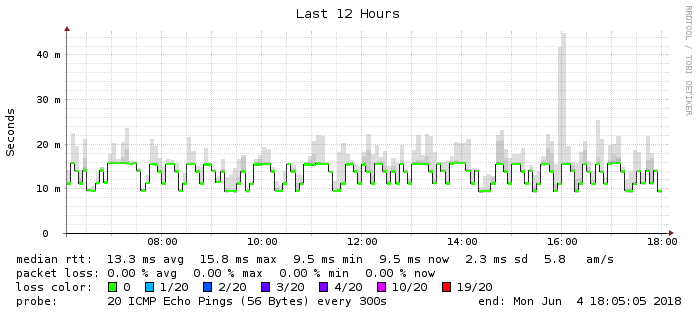 Last 12 Hours
RRDTOOL / TOBI OETIKER
Seconds
40 m
30 m
20 m
10 m
0
08:00 10:00 12:00 14:00 16:00 18:00
median rtt: 13.3 ms avg 15.8 ms max 9.5 ms min 9.5 ms now 2.3 ms sd 5.8 am/s
packet loss: 0.00 % avg 0.00 % max 0.00 % min 0.00 % now
loss color: 0 1/20 2/20 3/20 4/20 10/20 19/20
probe: 20 ICMP Echo Pings (56 Bytes) every 300s end: Mon Jun 4 18:05:05 2018